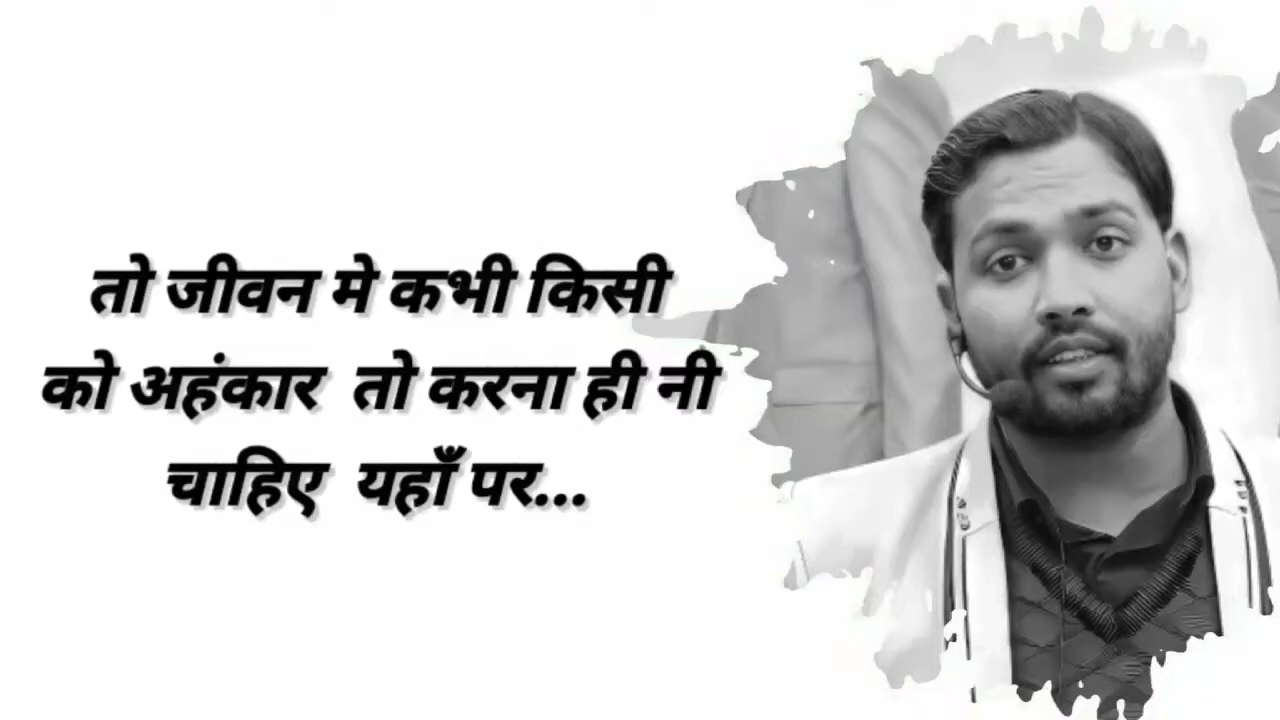 तो जीवन मे कभी किसी
को अहंकार तो करना ही नी
चाहिए यहाँ पर...